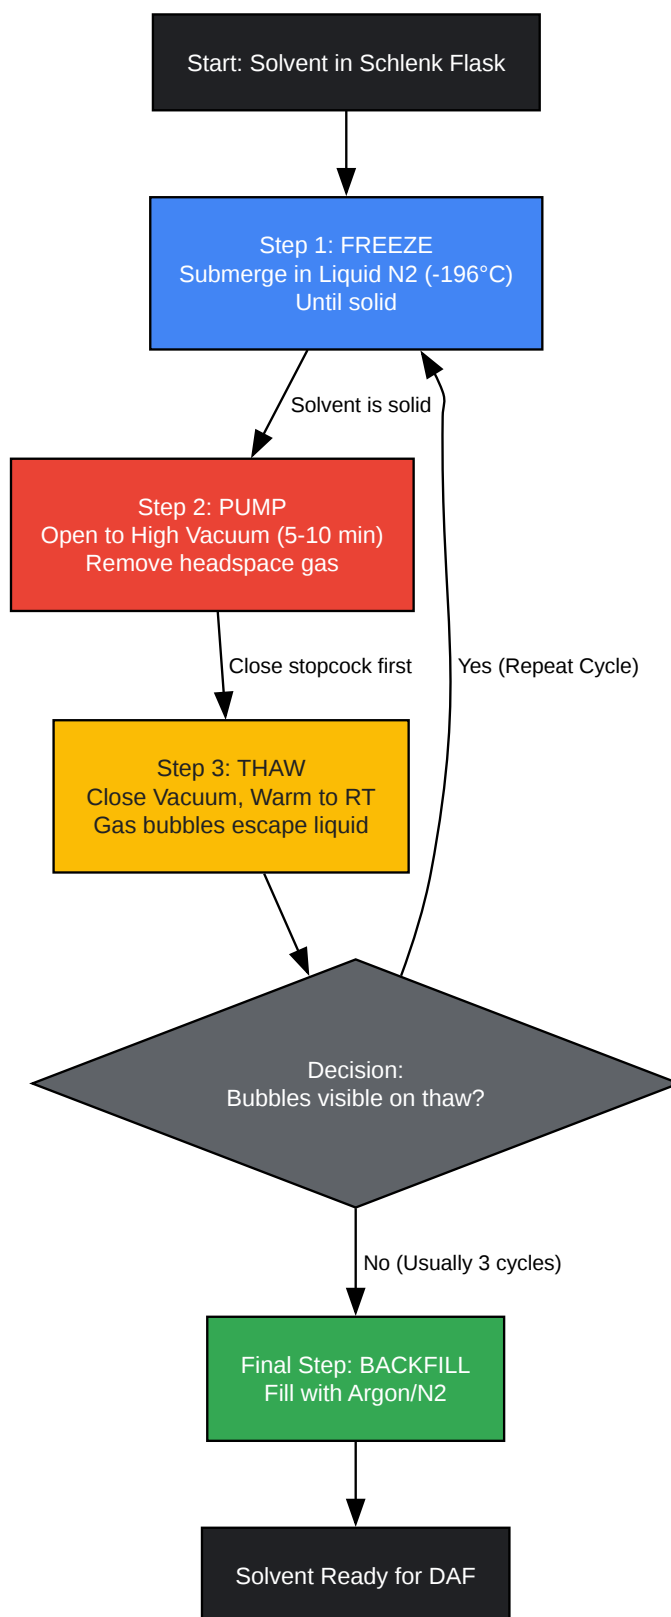 Start: Solvent in Schlenk Flask
Step 1: FREEZE
Submerge in Liquid N2 (-196°C)
Until solid
Solvent is solid
Step 2: PUMP
Open to High Vacuum (5-10 min)
Remove headspace gas
Close stopcock first
Yes (Repeat Cycle)
Step 3: THAW
Close Vacuum, Warm to RT
Gas bubbles escape liquid
Decision:
Bubbles visible on thaw?
No (Usually 3 cycles)
Final Step: BACKFILL
Fill with Argon/N2
Solvent Ready for DAF